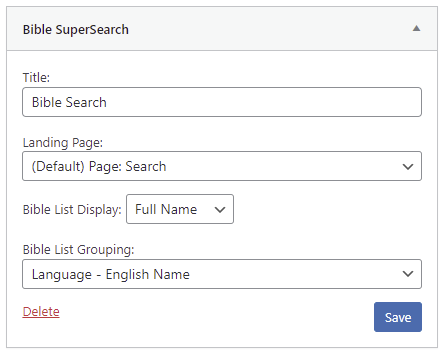 Bible SuperSearch
Title:
Bible Search
Landing Page:
(Default) Page: Search
Bible List Display: Full Name
Bible List Grouping:
Language - English Name
Delete Save